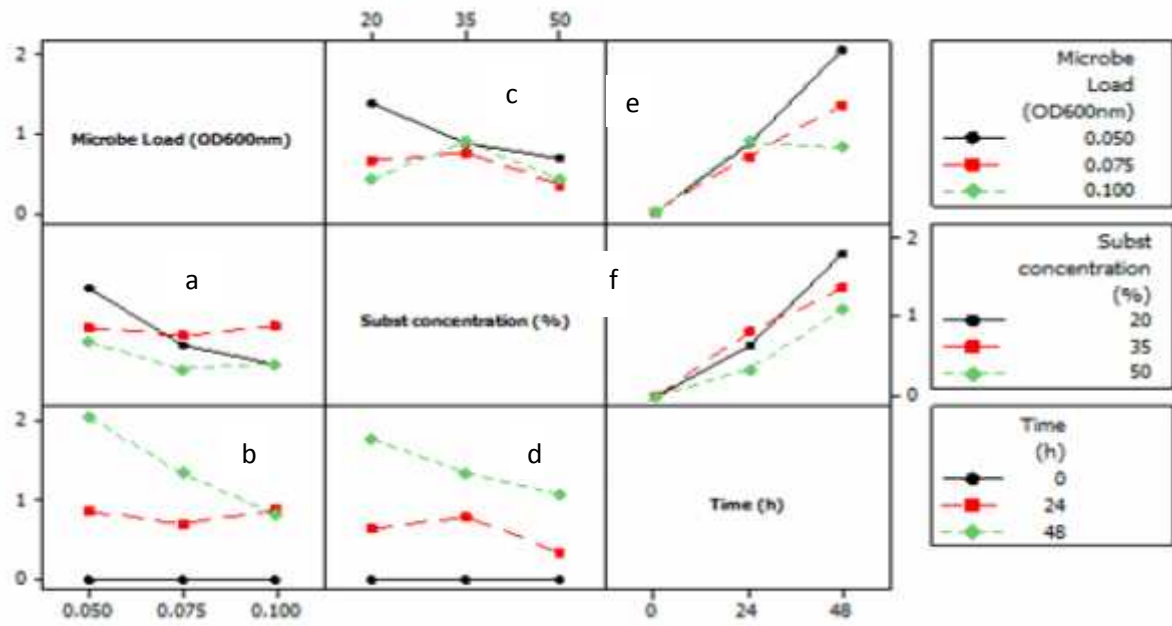 20 35 50
2
1
0
Microbe Load (OD600nm)
c
e
Microbe
Load
(OD600nm)
0.050
0.075
0.100
a
Subst concentration (%)
f
2
1
0
Subst
concentration
(%)
20
35
50
2
1
0
b
d
Time (h)
Time
(h)
0
24
48
0.050 0.075 0.100
0 24 48